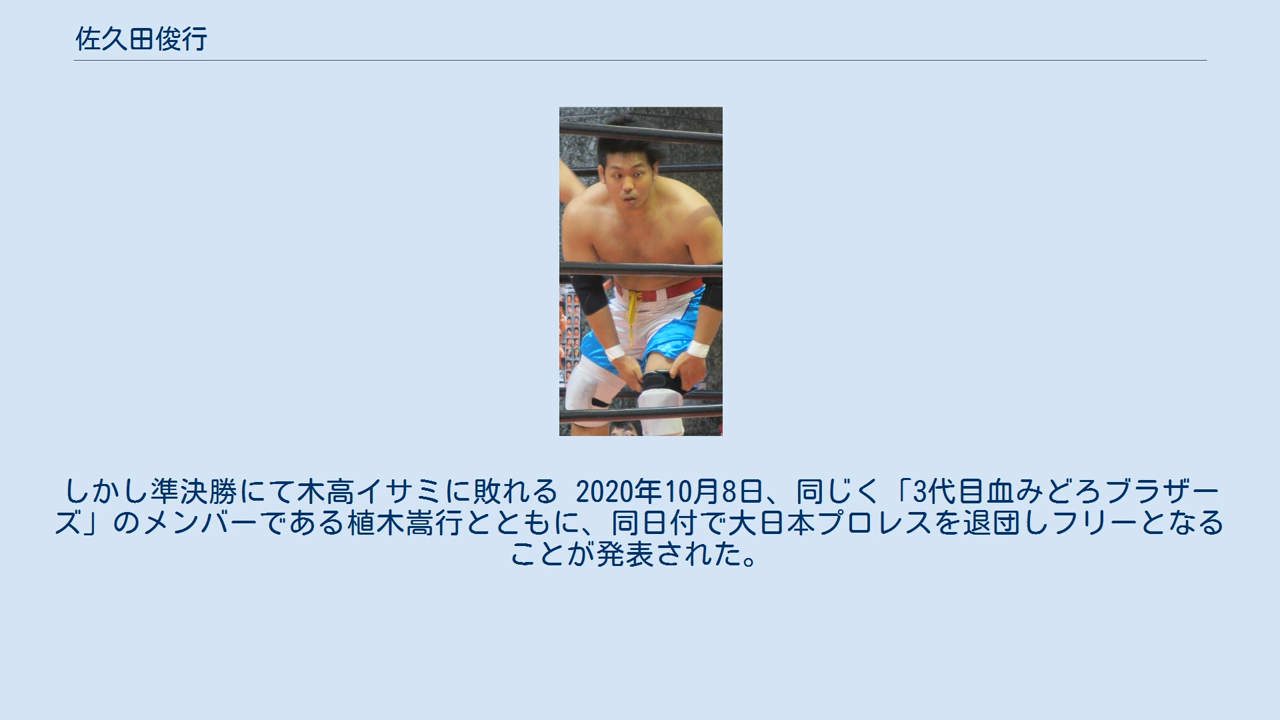 佐久田俊行
しかし準決勝にて木高イサミに敗れる 2020年10月8日、同じく「3代目血みどろブラザー
ズ」のメンバーである植木嵩行とともに、同日付で大日本プロレスを退団しフリーとなる
ことが発表された。